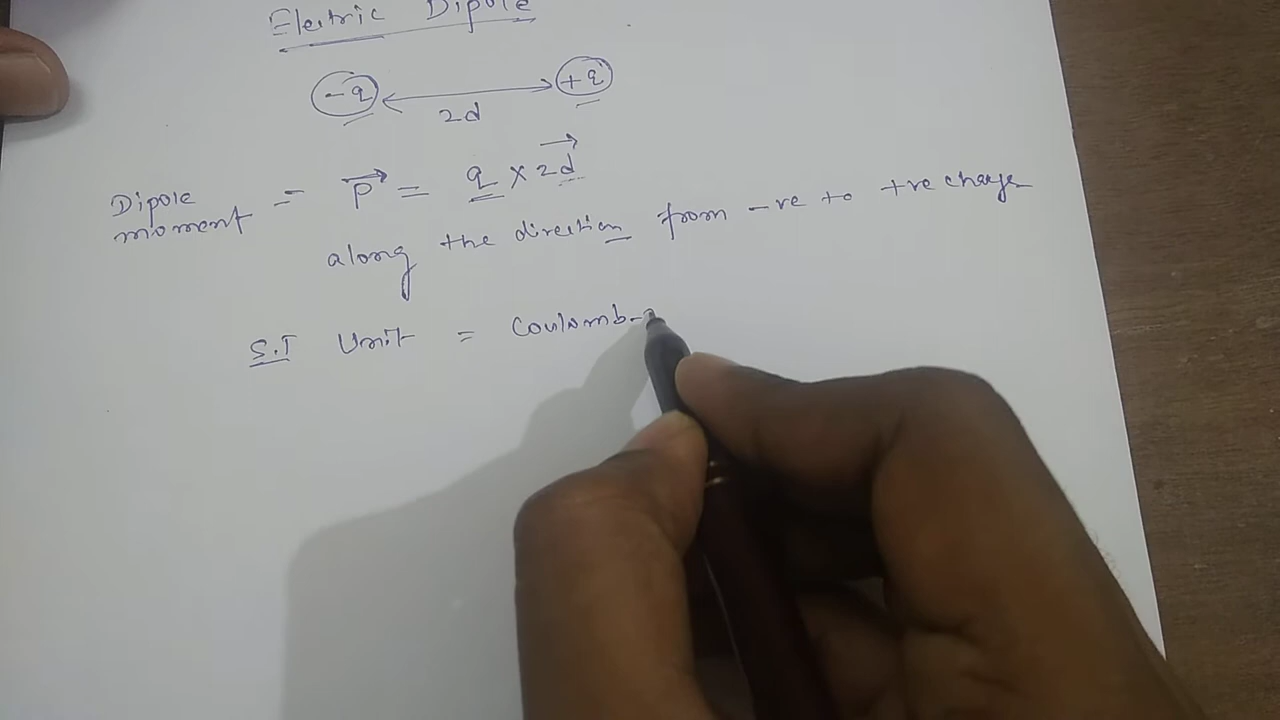 Electric Dipole
-q +q
2d
Dipole moment = P⃗ = q × 2d⃗
along the direction from -ve to +ve charge
S.I Unit = Coulomb-